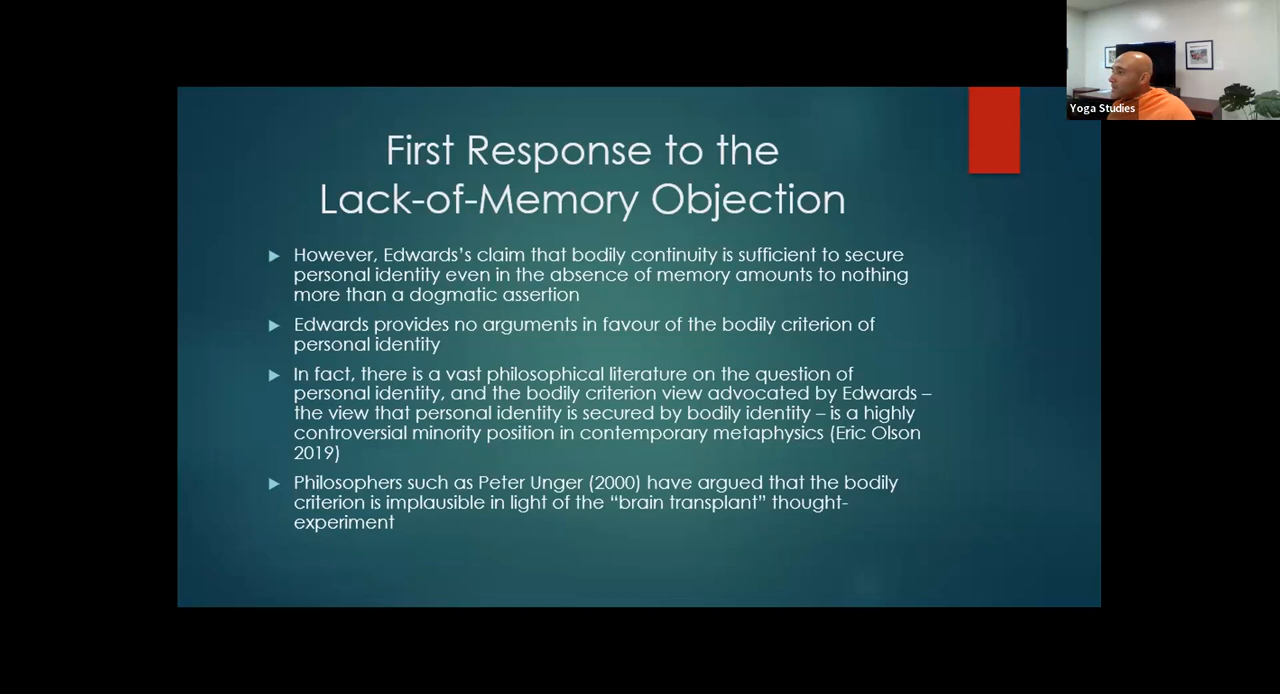 First Response to the
Lack-of-Memory Objection
However, Edwards’s claim that bodily continuity is sufficient to secure
personal identity even in the absence of memory amounts to nothing
more than a dogmatic assertion
Edwards provides no arguments in favour of the bodily criterion of
personal identity
In fact, there is a vast philosophical literature on the question of
personal identity, and the bodily criterion view advocated by Edwards –
the view that personal identity is secured by bodily identity – is a highly
controversial minority position in contemporary metaphysics (Eric Olson
2019)
Philosophers such as Peter Unger (2000) have argued that the bodily
criterion is implausible in light of the “brain transplant” thought-
experiment
Yoga Studies